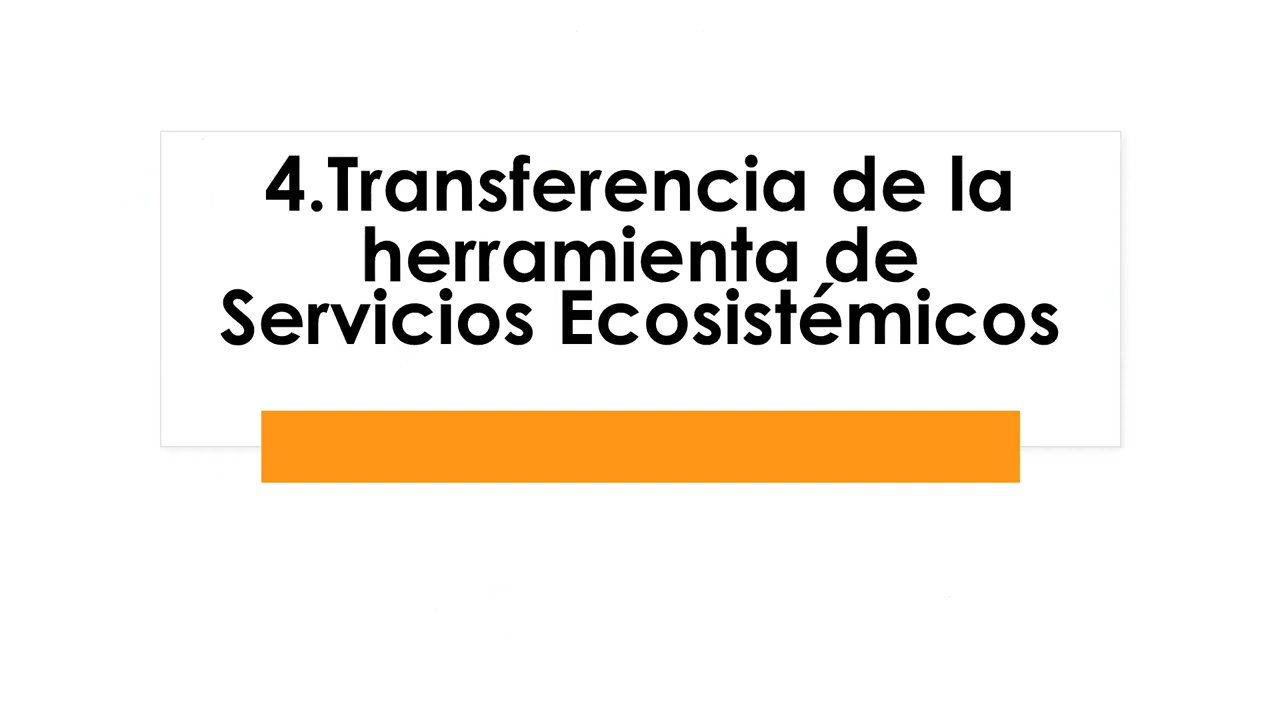 4.Transferencia de la
herramienta de
Servicios Ecosistémicos